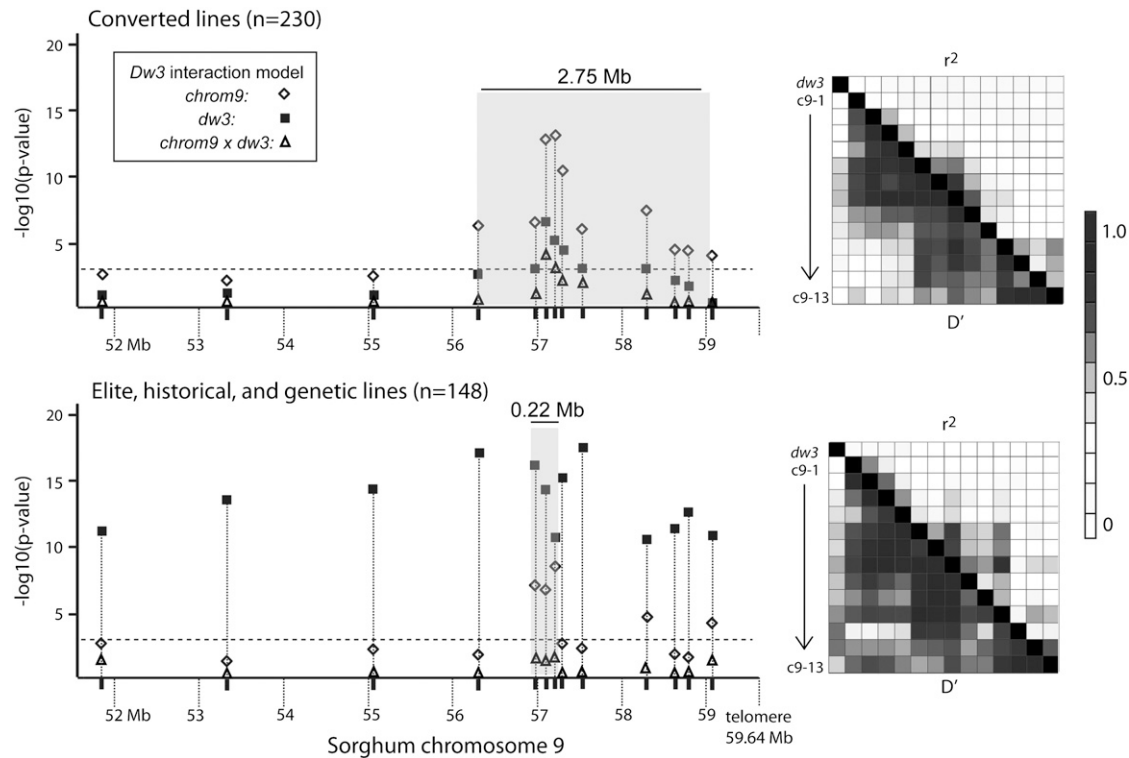 Converted lines (n=230)
20
15
10
5
-log10(p-value)
Dw3 interaction model
chrom9:
dw3:
chrom9 x dw3:
2.75 Mb
52 Mb
53
54
55
56
57
58
59
r2
dw3
c9-1
c9-13
D'
1.0
0.5
0
Elite, historical, and genetic lines (n=148)
20
15
10
5
-log10(p-value)
0.22 Mb
52 Mb
53
54
55
56
57
58
59
telomere
59.64 Mb
Sorghum chromosome 9
r2
dw3
c9-1
c9-13
D'